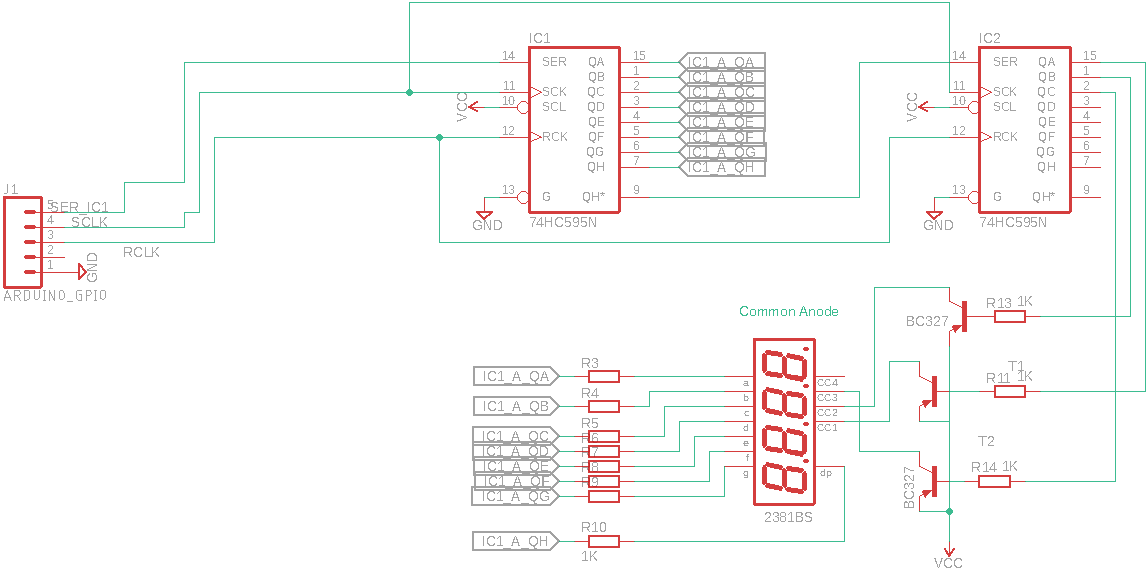 IC1
IC2
14 SER QA 15 IC1_A_QA
QB 1 IC1_A_QB
11 SCK QC 2 IC1_A_QC
VCC 10 SCL QD 3 IC1_A_QD
QE 4 IC1_A_QE
12 RCK QF 5 IC1_A_QF
QG 6 IC1_A_QG
QH 7 IC1_A_QH
13 G QH* 9
GND 74HC595N
14 SER QA 15
QB 1
11 SCK QC 2
VCC 10 SCL QD 3
QE 4
12 RCK QF 5
QG 6
QH 7
13 G QH* 9
GND 74HC595N
J1
5 SER_IC1
4 SCLK
3
RCLK
2
1 GND
ARDUINO_GPIO
Common Anode
BC327 R13 1K
T1
R11 1K
T2
BC327 R14 1K
VCC
IC1_A_QA R3 a CC4
IC1_A_QB R4 b CC3
IC1_A_QC R5 c CC2
IC1_A_QD R6 d CC1
IC1_A_QE R7 e
IC1_A_QF R8 f
IC1_A_QG R9 g dp
2381BS
IC1_A_QH R10
1K